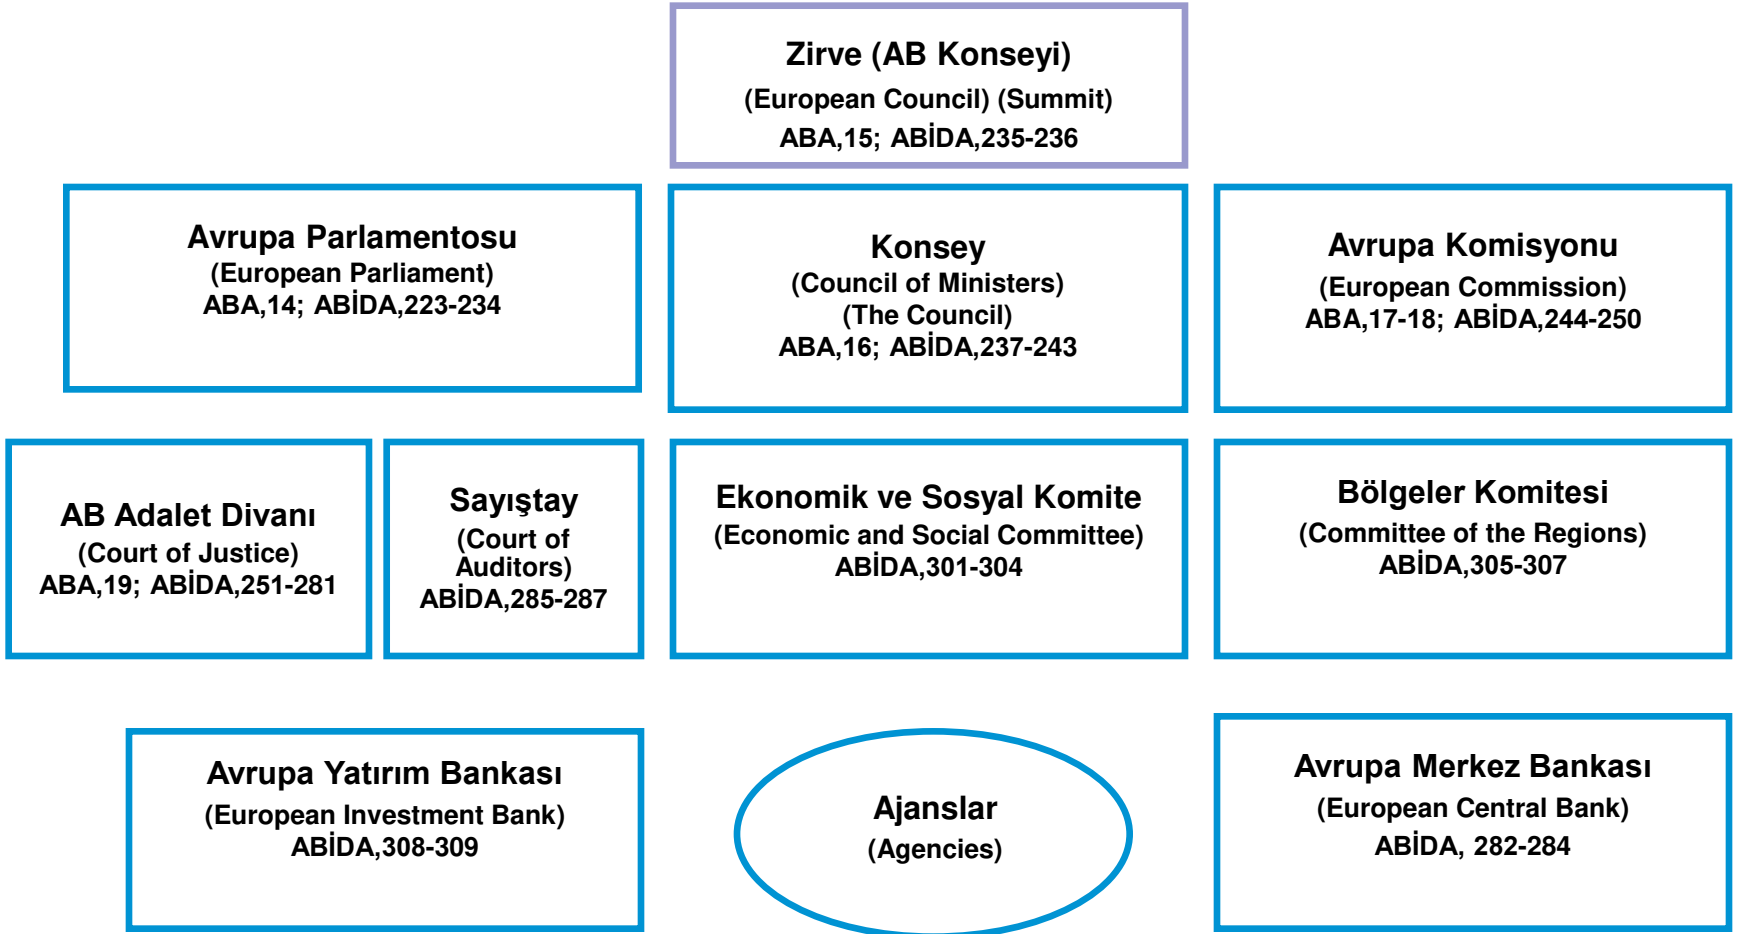 Zirve (AB Konseyi)
(European Council) (Summit)
ABA,15; ABİDA,235-236
Avrupa Parlamentosu
(European Parliament)
ABA,14; ABİDA,223-234
Konsey
(Council of Ministers)
(The Council)
ABA,16; ABİDA,237-243
Avrupa Komisyonu
(European Commission)
ABA,17-18; ABİDA,244-250
AB Adalet Divanı
(Court of Justice)
ABA,19; ABİDA,251-281
Sayıştay
(Court of
Auditors)
ABİDA,285-287
Ekonomik ve Sosyal Komite
(Economic and Social Committee)
ABİDA,301-304
Bölgeler Komitesi
(Committee of the Regions)
ABİDA,305-307
Avrupa Yatırım Bankası
(European Investment Bank)
ABİDA,308-309
Ajanslar
(Agencies)
Avrupa Merkez Bankası
(European Central Bank)
ABİDA, 282-284